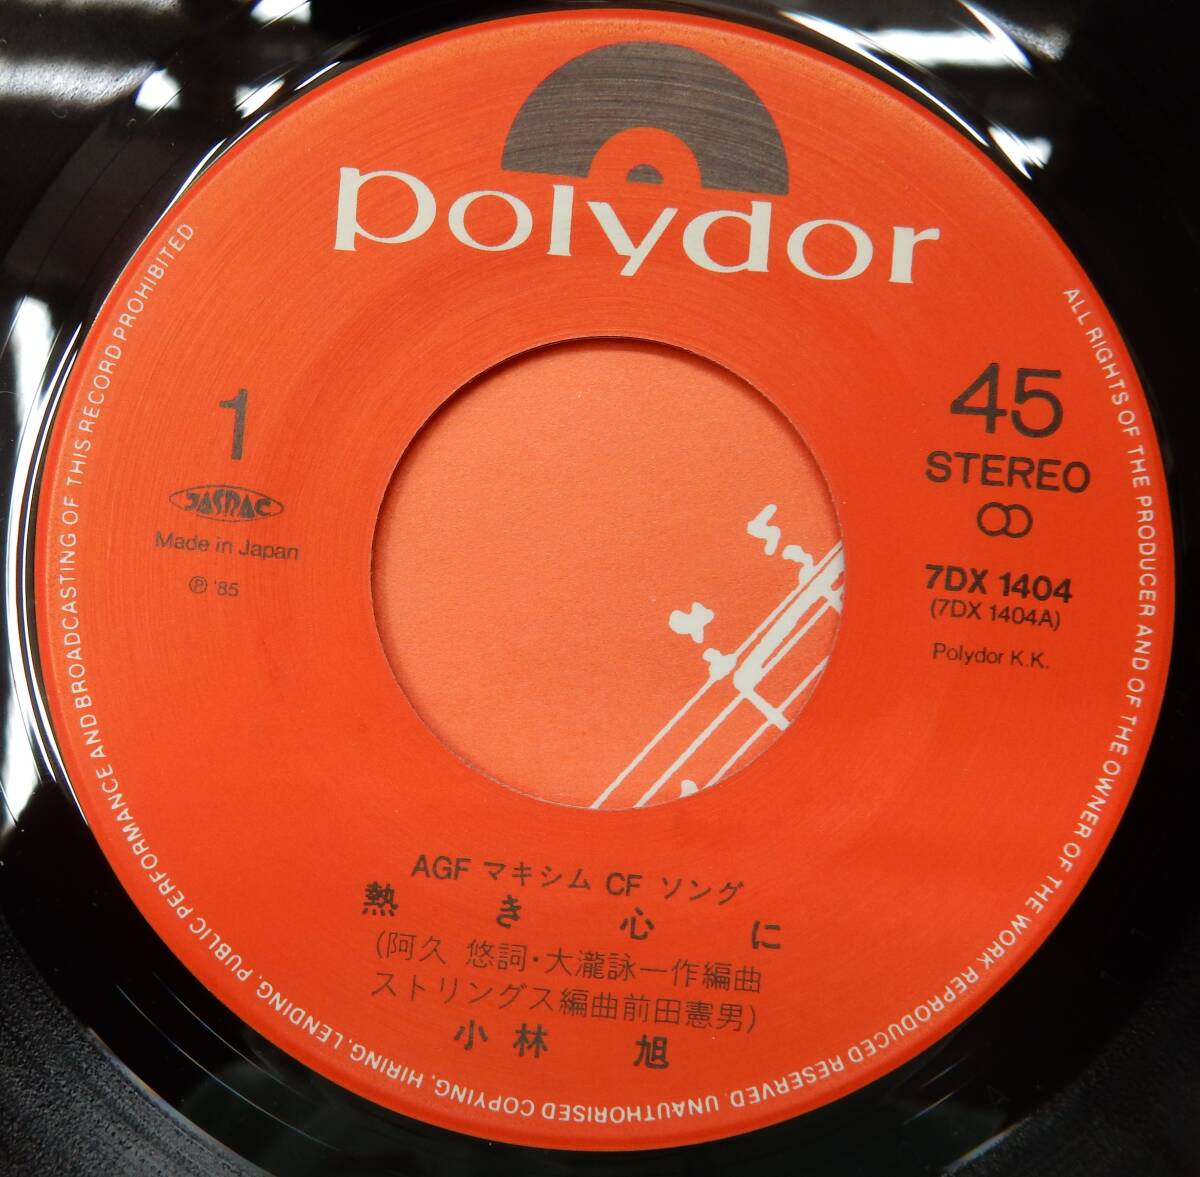 polydor
1
JASRAC
Made in Japan
Ⓟ '85
45
STEREO
7DX 1404
(7DX 1404A)
Polydor K.K.
AGF マキシム CF ソング
熱き心に
(阿久 悠詞・大瀧詠一作編曲
ストリングス編曲前田憲男)
小林 旭
ALL RIGHTS OF THE PRODUCER AND OF THE OWNER OF THE WORK REPRODUCED RESERVED. UNAUTHORISED COPYING, HIRING, LENDING, PUBLIC PERFORMANCE AND BROADCASTING OF THIS RECORD PROHIBITED